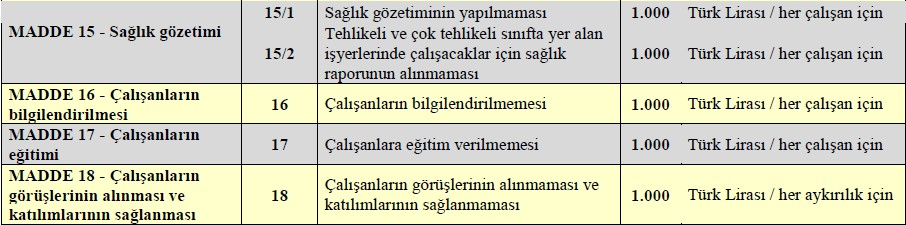 MADDE 15 - Sağlık gözetimi
15/1
Sağlık gözetiminin yapılmaması
1.000 Türk Lirası / her çalışan için
15/2
Tehlikeli ve çok tehlikeli sınıfta yer alan
işyerlerinde çalışacaklar için sağlık
raporunun alınmaması
1.000 Türk Lirası / her çalışan için
MADDE 16 - Çalışanların
bilgilendirilmesi
16
Çalışanların bilgilendirilmemesi
1.000 Türk Lirası / her çalışan için
MADDE 17 - Çalışanların
eğitimi
17
Çalışanlara eğitim verilmemesi
1.000 Türk Lirası / her çalışan için
MADDE 18 - Çalışanların
görüşlerinin alınması ve
katılımlarının sağlanması
18
Çalışanların görüşlerinin alınmaması ve
katılımlarının sağlanmaması
1.000 Türk Lirası / her aykırılık için